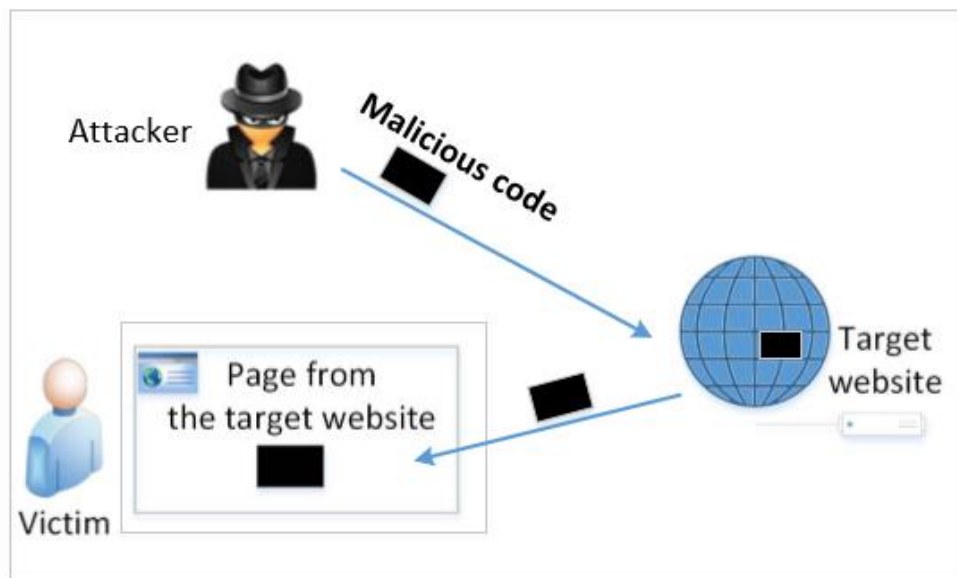 Attacker
Malicious code
Target
website
Page from
the target website
Victim